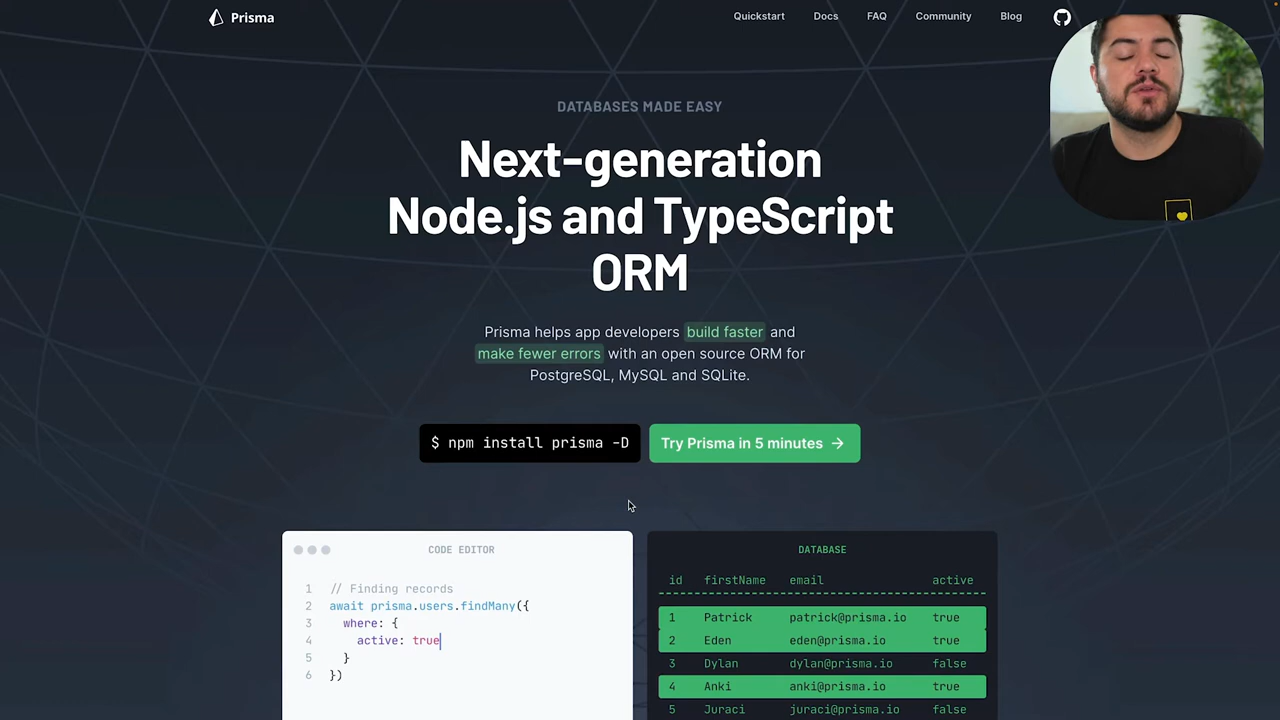 Prisma
Quickstart
Docs
FAQ
Community
Blog
DATABASES MADE EASY
Next-generation
Node.js and TypeScript
ORM
Prisma helps app developers build faster and
make fewer errors with an open source ORM for
PostgreSQL, MySQL and SQLite.
$ npm install prisma -D
Try Prisma in 5 minutes →
CODE EDITOR
1 // Finding records
2 await prisma.users.findMany({
3 where: {
4 active: true
5 }
6 })
DATABASE
id firstName email active
1 Patrick patrick@prisma.io true
2 Eden eden@prisma.io true
3 Dylan dylan@prisma.io false
4 Anki anki@prisma.io true
5 Juraci juraci@prisma.io false